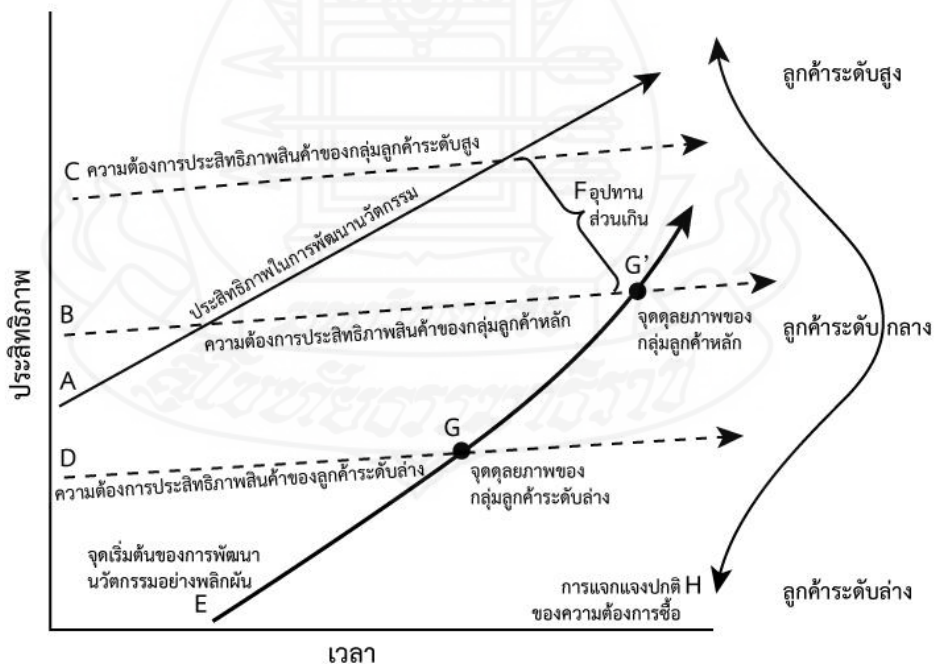 ลูกค้าระดับสูง
C ความต้องการประสิทธิภาพสินค้าของกลุ่มลูกค้าระดับสูง
F อุปทาน
ส่วนเกิน
ประสิทธิภาพในการพัฒนานวัตกรรม
G’
B
ความต้องการประสิทธิภาพสินค้าของกลุ่มลูกค้าหลัก
จุดดุลยภาพของ
กลุ่มลูกค้าหลัก
ลูกค้าระดับ กลาง
ประสิทธิภาพ
A
สุโขทัยธรรมาธิราช
G
D
ความต้องการประสิทธิภาพสินค้าของลูกค้าระดับล่าง
จุดดุลยภาพของ
กลุ่มลูกค้าระดับล่าง
จุดเริ่มต้นของการพัฒนา
นวัตกรรมอย่างพลิกผัน
E
การแจกแจงปกติ H
ของความต้องการซื้อ
ลูกค้าระดับล่าง
เวลา